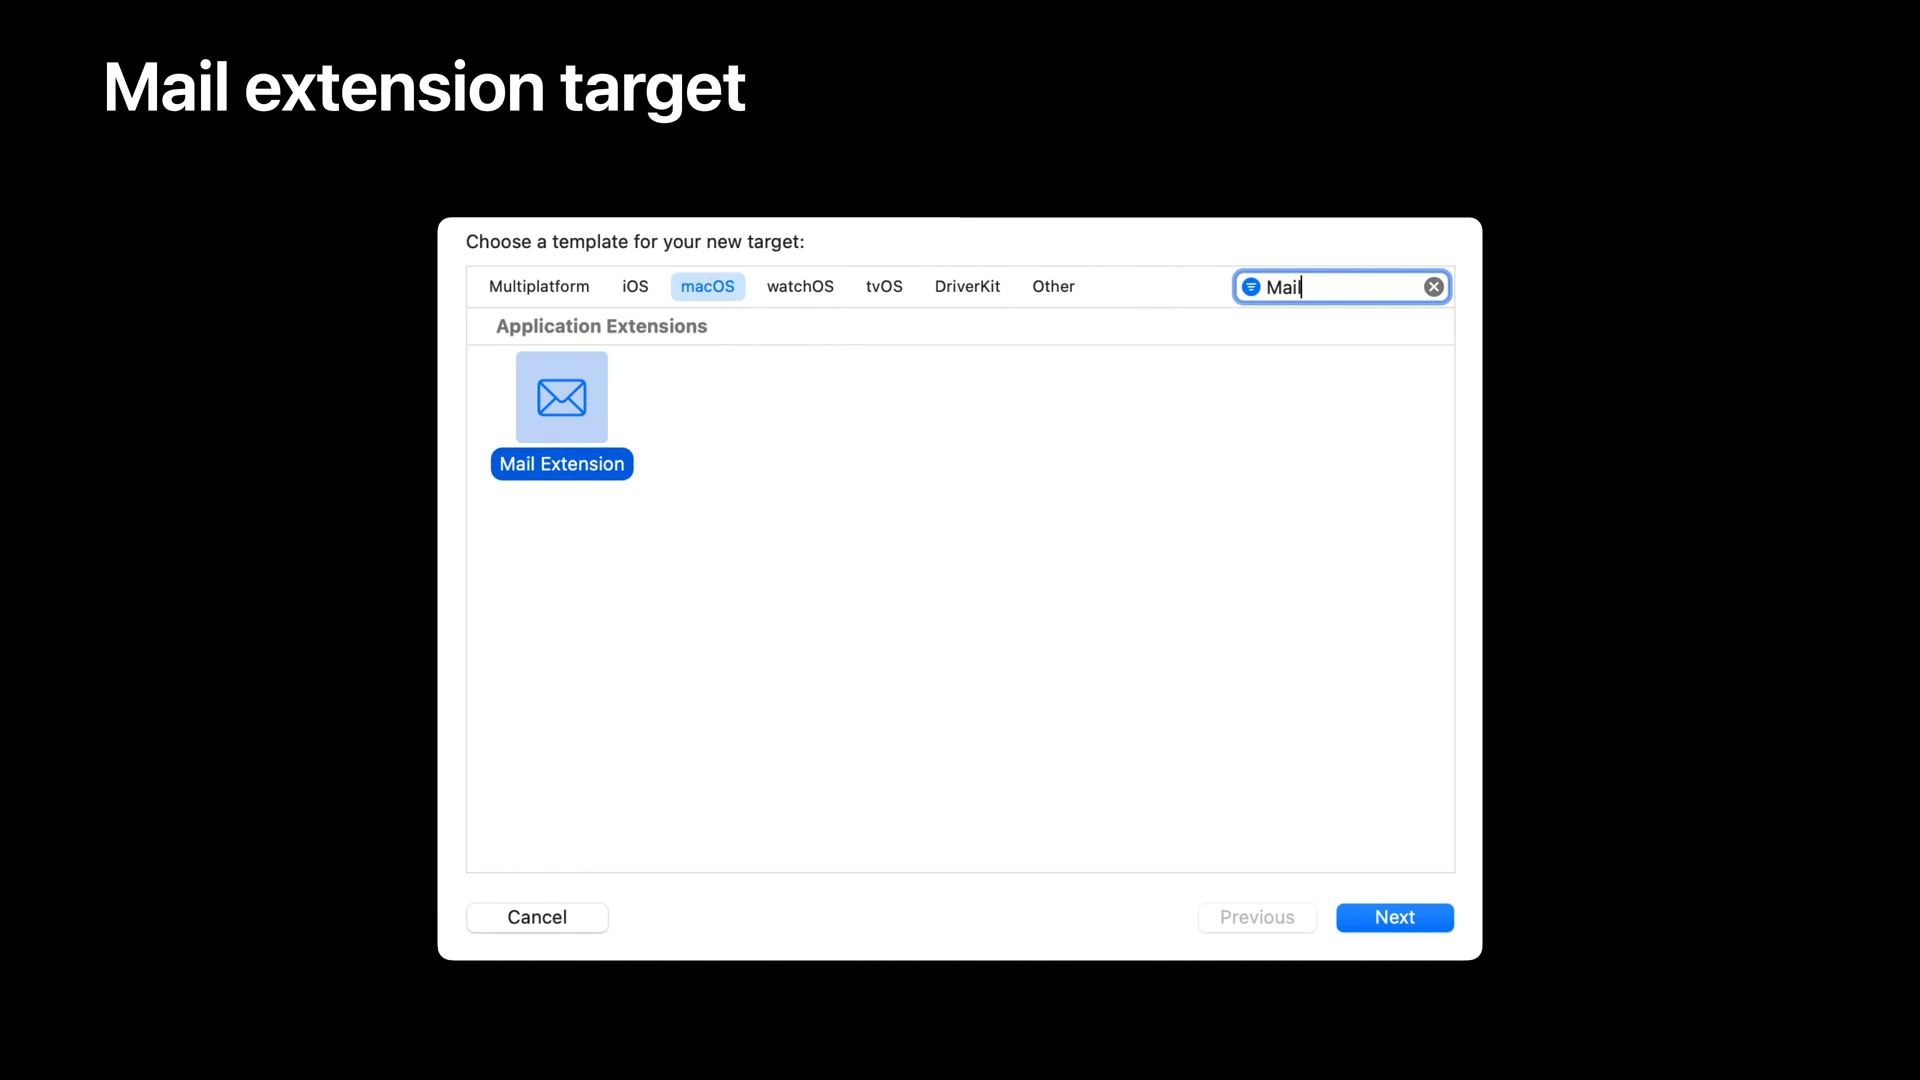 Mail extension target
Choose a template for your new target:
Multiplatform iOS macOS watchOS tvOS DriverKit Other Mail
Application Extensions
Mail Extension
Cancel Previous Next